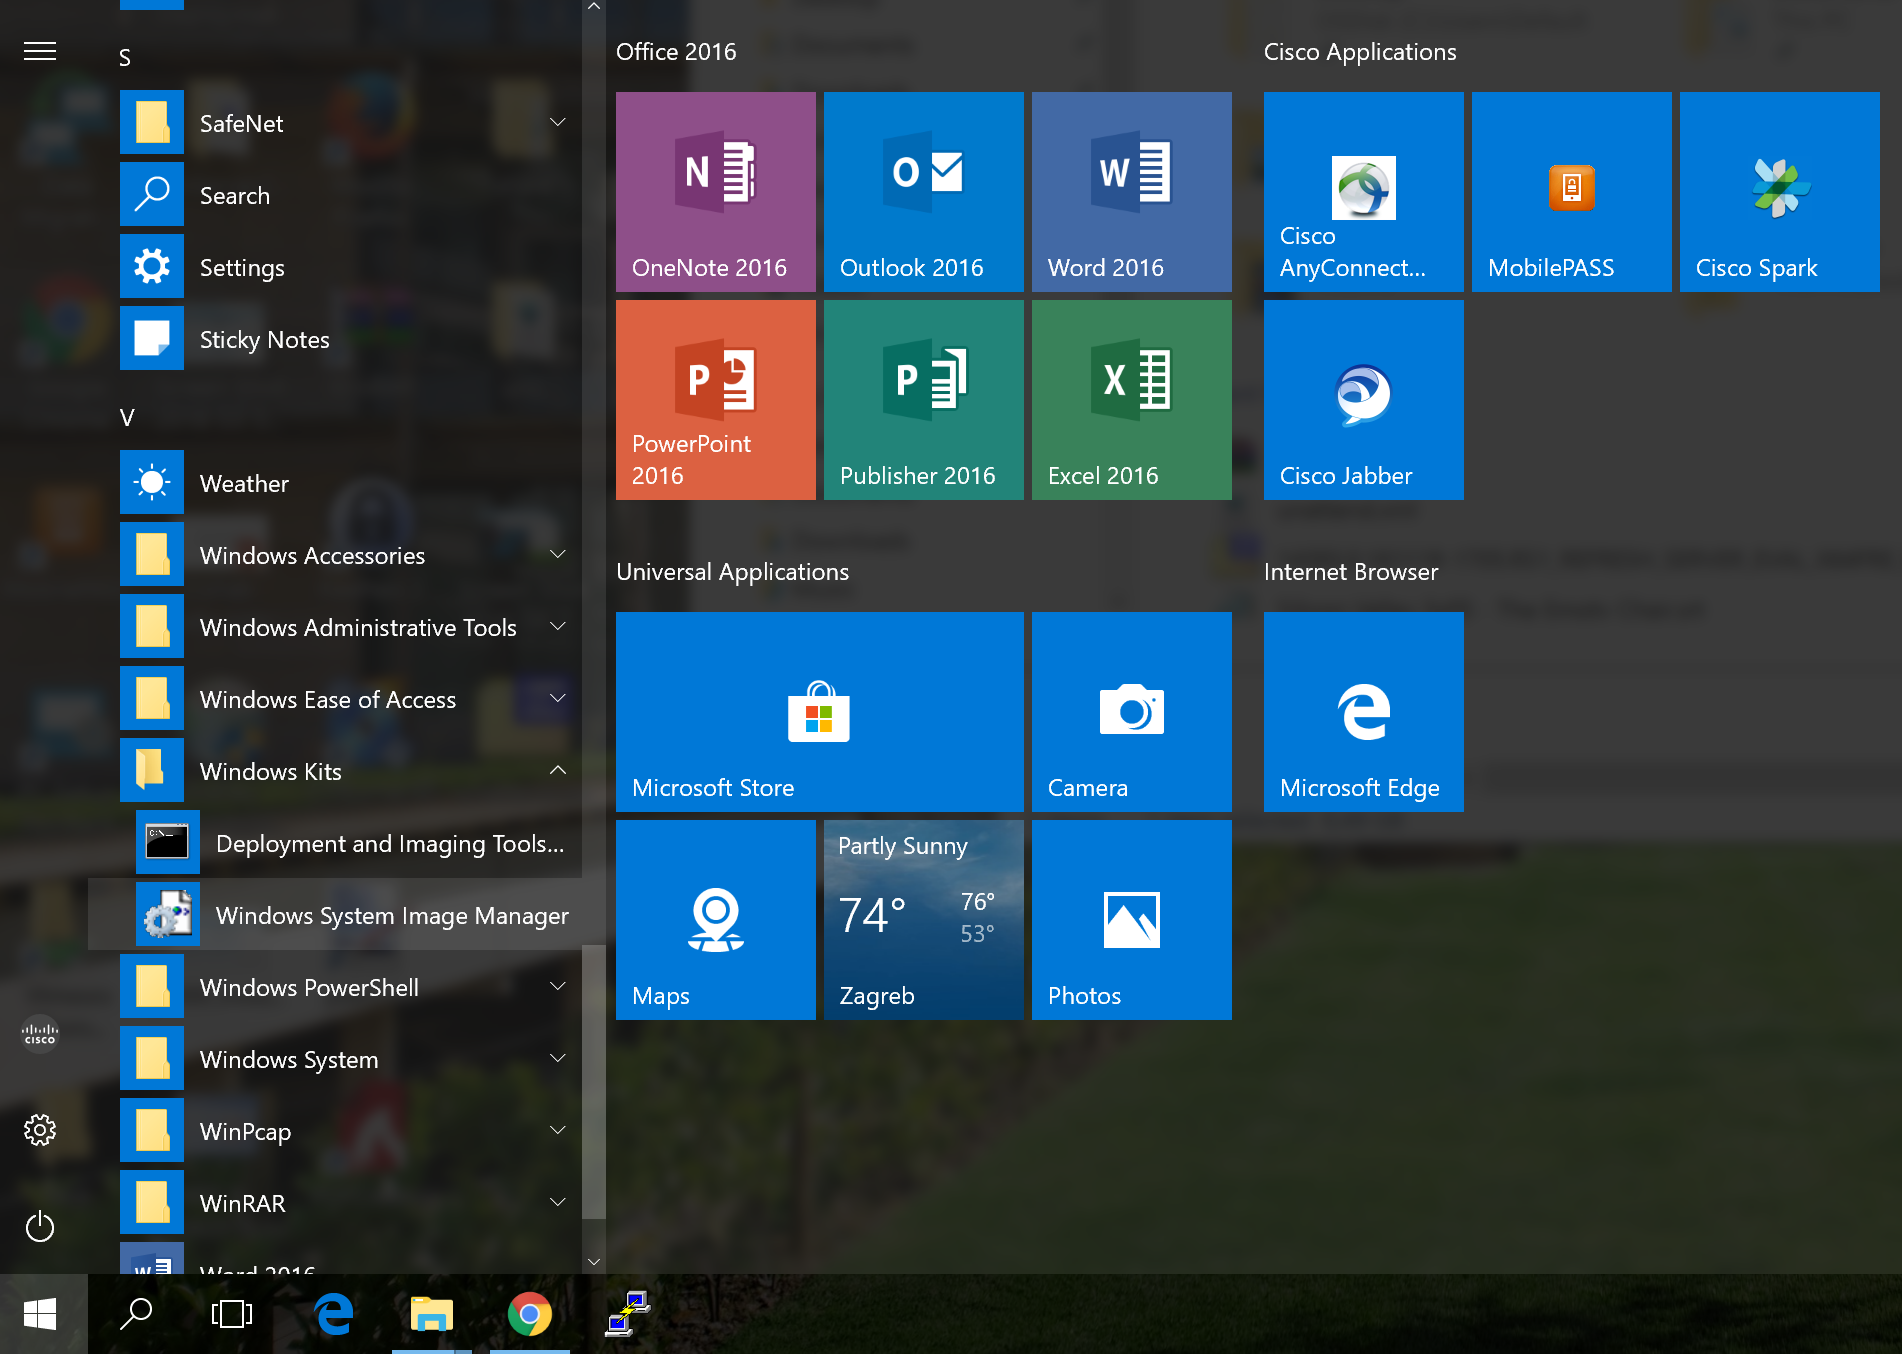 S
SafeNet
Search
Settings
Sticky Notes
V
Weather
Windows Accessories
Windows Administrative Tools
Windows Ease of Access
Windows Kits
C:\_
Deployment and Imaging Tools...
Windows System Image Manager
Windows PowerShell
Windows System
WinPcap
WinRAR
W
Word 2016
cisco
Office 2016
N
OneNote 2016
O
Outlook 2016
W
Word 2016
P
PowerPoint
2016
P
Publisher 2016
X
Excel 2016
Cisco Applications
Cisco
AnyConnect...
MobilePASS
Cisco Spark
Cisco Jabber
Universal Applications
Microsoft Store
Camera
Maps
Partly Sunny
74°
76°
53°
Zagreb
Photos
Internet Browser
Microsoft Edge